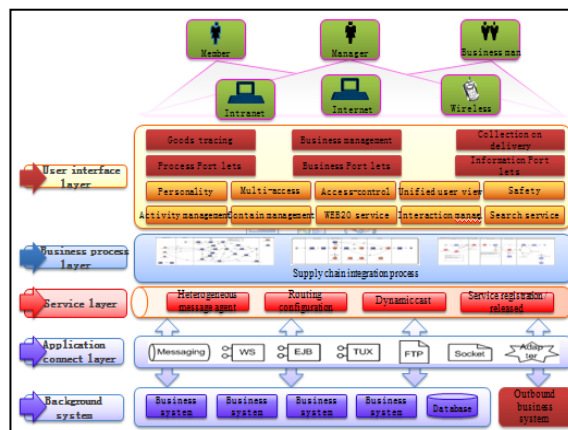 Member Manager Business man
Intranet Internet Wireless
Goods tracing Business management Collection on
delivery
Process Port lets Business Port lets Information Port
lets
User interface
layer
Personality Multi-access Access-control Unified user view Safety
Activity management Contain management WEB20 service Interaction manag. Search service
Business process
layer
Supply chain integration process
Service layer
Heterogeneous
message agent
Routing
configuration
Dynamic cast
Service registration/
released
Application
connect layer
Messaging WS EJB TUX FTP Socket Adap
ter
Background
system
Business
system
Business
system
Business
system
Business
system
Database
Outbound
business
system